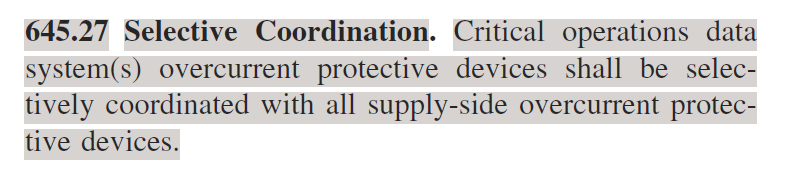 645.27 Selective Coordination. Critical operations data
system(s) overcurrent protective devices shall be selec-
tively coordinated with all supply-side overcurrent protec-
tive devices.